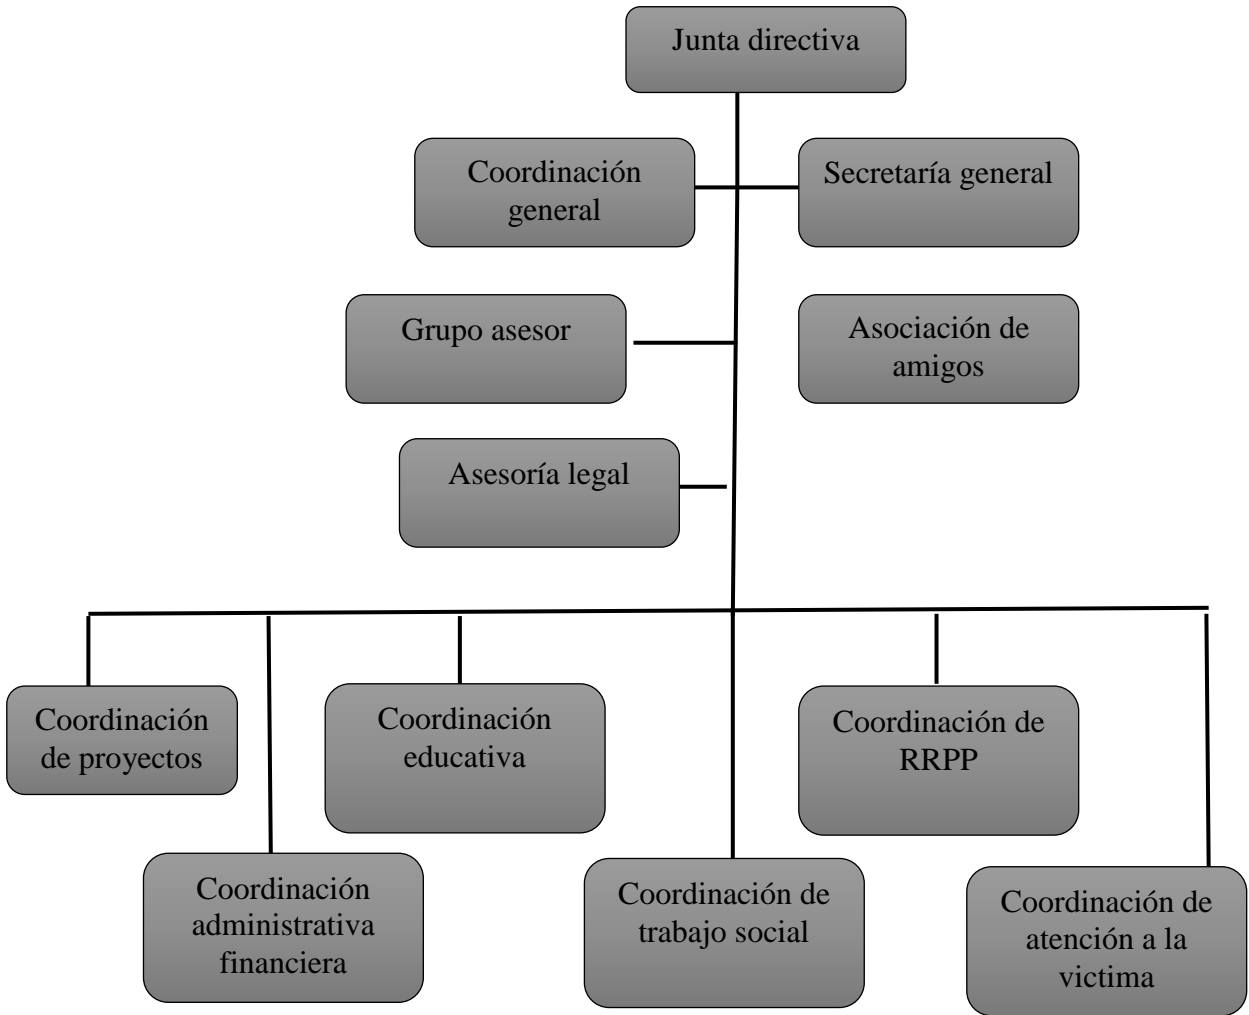 Junta directiva
Coordinación
general
Secretaría general
Grupo asesor
Asociación de
amigos
Asesoría legal
Coordinación
de proyectos
Coordinación
educativa
Coordinación de
RRPP
Coordinación
administrativa
financiera
Coordinación de
trabajo social
Coordinación de
atención a la
victima